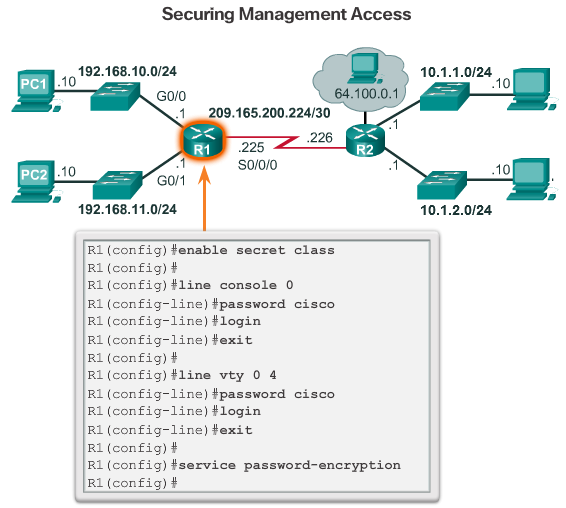 Securing Management Access
PC1
.10
192.168.10.0/24
G0/0
.1
209.165.200.224/30
64.100.0.1
10.1.1.0/24
.10
.1
R1
.225
S0/0/0
.226
R2
PC2
.10
.1
G0/1
192.168.11.0/24
.1
.10
10.1.2.0/24
R1(config)#enable secret class
R1(config)#
R1(config)#line console 0
R1(config-line)#password cisco
R1(config-line)#login
R1(config-line)#exit
R1(config)#
R1(config)#line vty 0 4
R1(config-line)#password cisco
R1(config-line)#login
R1(config-line)#exit
R1(config)#
R1(config)#service password-encryption
R1(config)#